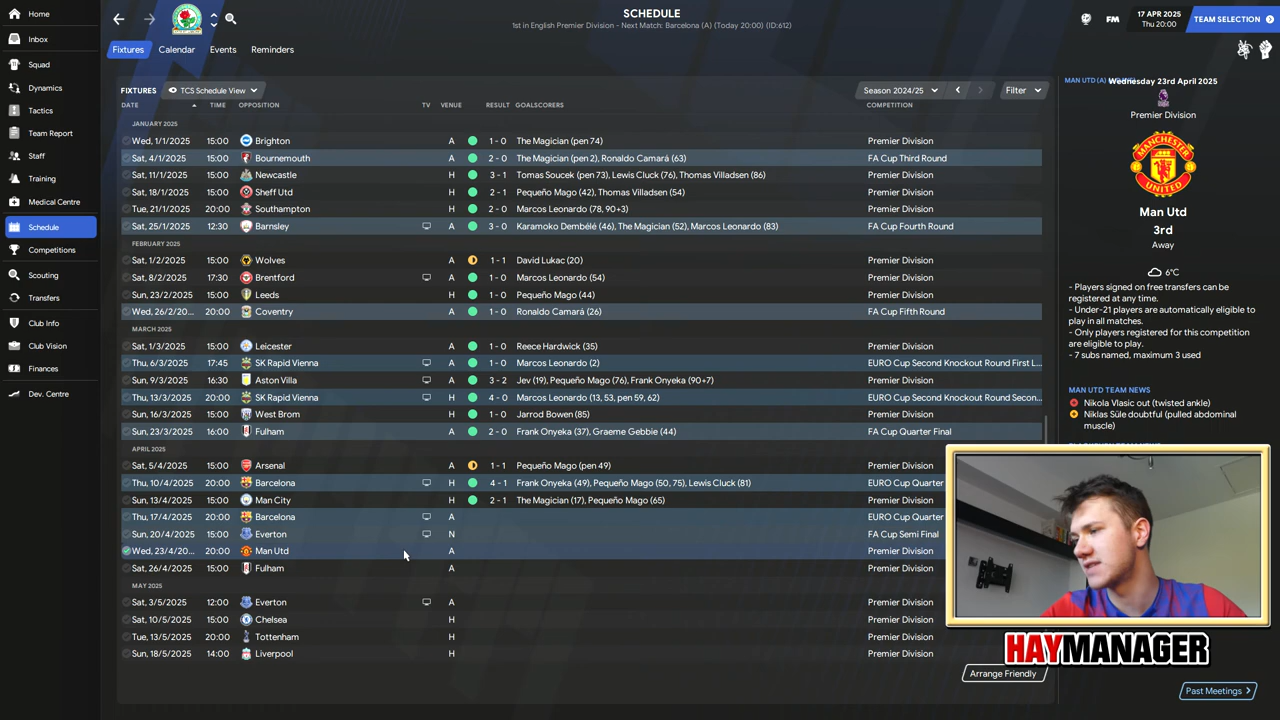 Home
Inbox
Squad
Dynamics
Tactics
Team Report
Staff
Training
Medical Centre
Schedule
Competitions
Scouting
Transfers
Club Info
Club Vision
Finances
Dev. Centre
SCHEDULE
1st in English Premier Division - Next Match: Barcelona (A) (Today 20:00) (ID:612)
FM
17 APR 2025
Thu 20:00
TEAM SELECTION
Fixtures Calendar Events Reminders
FIXTURES TCS Schedule View Season 2024/25 Filter
DATE TIME OPPOSITION TV VENUE RESULT GOALSCORERS COMPETITION
JANUARY 2025
Wed, 1/1/2025 15:00 Brighton A 1 - 0 The Magician (pen 74) Premier Division
Sat, 4/1/2025 15:00 Bournemouth A 2 - 0 The Magician (pen 2), Ronaldo Camará (63) FA Cup Third Round
Sat, 11/1/2025 15:00 Newcastle H 3 - 1 Tomas Soucek (pen 73), Lewis Cluck (76), Thomas Villadsen (86) Premier Division
Sat, 18/1/2025 15:00 Sheff Utd H 2 - 1 Pequeño Mago (42), Thomas Villadsen (54) Premier Division
Tue, 21/1/2025 20:00 Southampton H 2 - 0 Marcos Leonardo (78, 90+3) Premier Division
Sat, 25/1/2025 12:30 Barnsley A 3 - 0 Karamoko Dembélé (46), The Magician (52), Marcos Leonardo (83) FA Cup Fourth Round
FEBRUARY 2025
Sat, 1/2/2025 15:00 Wolves A 1 - 1 David Lukac (20) Premier Division
Sat, 8/2/2025 17:30 Brentford A 1 - 0 Marcos Leonardo (54) Premier Division
Sun, 23/2/2025 15:00 Leeds H 1 - 0 Pequeño Mago (44) Premier Division
Wed, 26/2/20... 20:00 Coventry A 1 - 0 Ronaldo Camará (26) FA Cup Fifth Round
MARCH 2025
Sat, 1/3/2025 15:00 Leicester A 1 - 0 Reece Hardwick (35) Premier Division
Thu, 6/3/2025 17:45 SK Rapid Vienna A 1 - 0 Marcos Leonardo (2) EURO Cup Second Knockout Round First L...
Sun, 9/3/2025 16:30 Aston Villa A 3 - 2 Jev (19), Pequeño Mago (76), Frank Onyeka (90+7) Premier Division
Thu, 13/3/2025 20:00 SK Rapid Vienna H 4 - 0 Marcos Leonardo (13, 53, pen 59, 62) EURO Cup Second Knockout Round Secon...
Sun, 16/3/2025 15:00 West Brom H 1 - 0 Jarrod Bowen (85) Premier Division
Sun, 23/3/2025 16:00 Fulham A 2 - 0 Frank Onyeka (37), Graeme Gebbie (44) FA Cup Quarter Final
APRIL 2025
Sat, 5/4/2025 15:00 Arsenal A 1 - 1 Pequeño Mago (pen 49) Premier Division
Thu, 10/4/2025 20:00 Barcelona H 4 - 1 Frank Onyeka (49), Pequeño Mago (50, 75), Lewis Cluck (81) EURO Cup Quarter
Sun, 13/4/2025 15:00 Man City H 2 - 1 The Magician (17), Pequeño Mago (65) Premier Division
Thu, 17/4/2025 20:00 Barcelona A EURO Cup Quarter
Sun, 20/4/2025 15:00 Everton N FA Cup Semi Final
Wed, 23/4/20... 20:00 Man Utd A Premier Division
Sat, 26/4/2025 15:00 Fulham A Premier Division
MAY 2025
Sat, 3/5/2025 12:00 Everton A Premier Division
Sat, 10/5/2025 15:00 Chelsea H Premier Division
Tue, 13/5/2025 20:00 Tottenham H Premier Division
Sun, 18/5/2025 14:00 Liverpool H Premier Division
Arrange Friendly
MAN UTD (A) Wednesday 23rd April 2025
Premier Division
MANCHESTER
UNITED
Man Utd
3rd
Away
6°C
- Players signed on free transfers can be
registered at any time.
- Under-21 players are automatically eligible to
play in all matches.
- Only players registered for this competition
are eligible to play.
- 7 subs named, maximum 3 used
MAN UTD TEAM NEWS
Nikola Vlasic out (twisted ankle)
Niklas Süle doubtful (pulled abdominal
muscle)
HAYMANAGER
Past Meetings